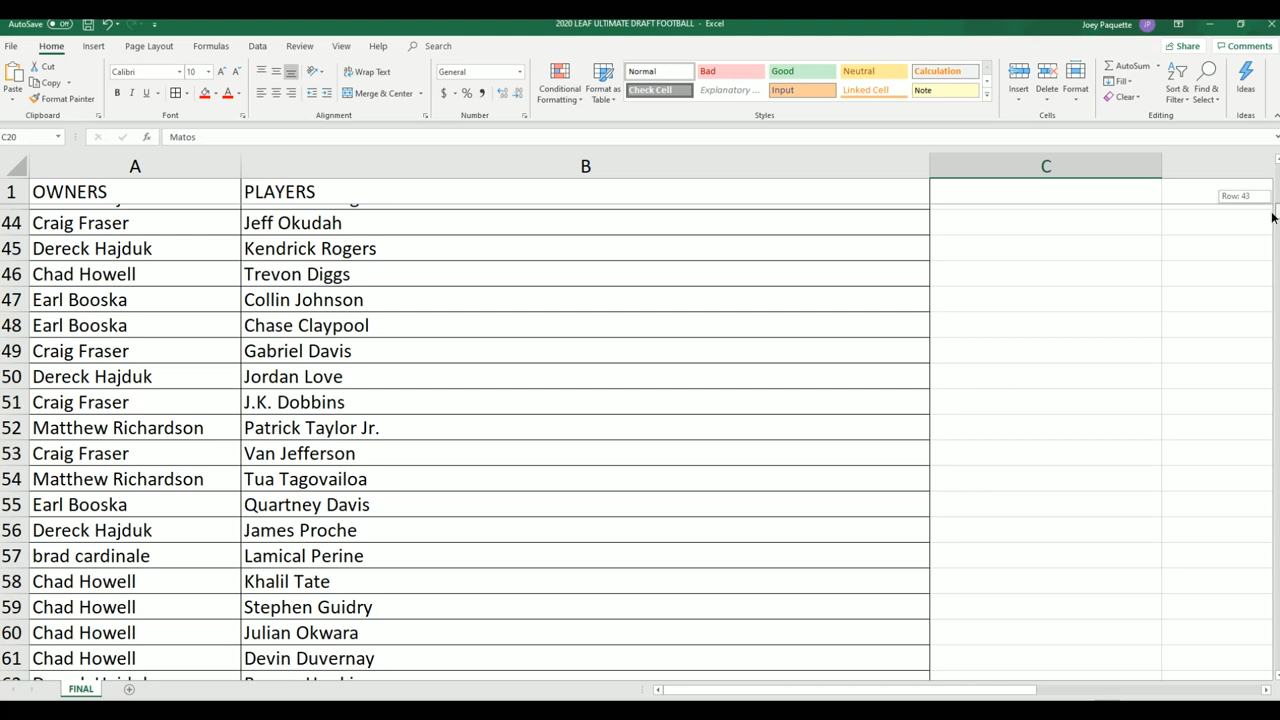 AutoSave Off 2020 LEAF ULTIMATE DRAFT FOOTBALL - Excel Joey Paquette JP
File Home Insert Page Layout Formulas Data Review View Help Search Share Comments
Cut Calibri 10 Wrap Text General Normal Bad Good Neutral Calculation AutoSum
Copy Fill
Paste Format Painter B I U Merge & Center $ % Conditional Formatting Format as Table Check Cell Explanatory ... Input Linked Cell Note Insert Delete Format Clear Sort & Filter Find & Select Ideas
Clipboard Font Alignment Number Styles Cells Editing Ideas
C20 fx Matos
A B C
1 OWNERS PLAYERS Row: 43
44 Craig Fraser Jeff Okudah
45 Dereck Hajduk Kendrick Rogers
46 Chad Howell Trevon Diggs
47 Earl Booska Collin Johnson
48 Earl Booska Chase Claypool
49 Craig Fraser Gabriel Davis
50 Dereck Hajduk Jordan Love
51 Craig Fraser J.K. Dobbins
52 Matthew Richardson Patrick Taylor Jr.
53 Craig Fraser Van Jefferson
54 Matthew Richardson Tua Tagovailoa
55 Earl Booska Quartney Davis
56 Dereck Hajduk James Proche
57 brad cardinale Lamical Perine
58 Chad Howell Khalil Tate
59 Chad Howell Stephen Guidry
60 Chad Howell Julian Okwara
61 Chad Howell Devin Duvernay
FINAL